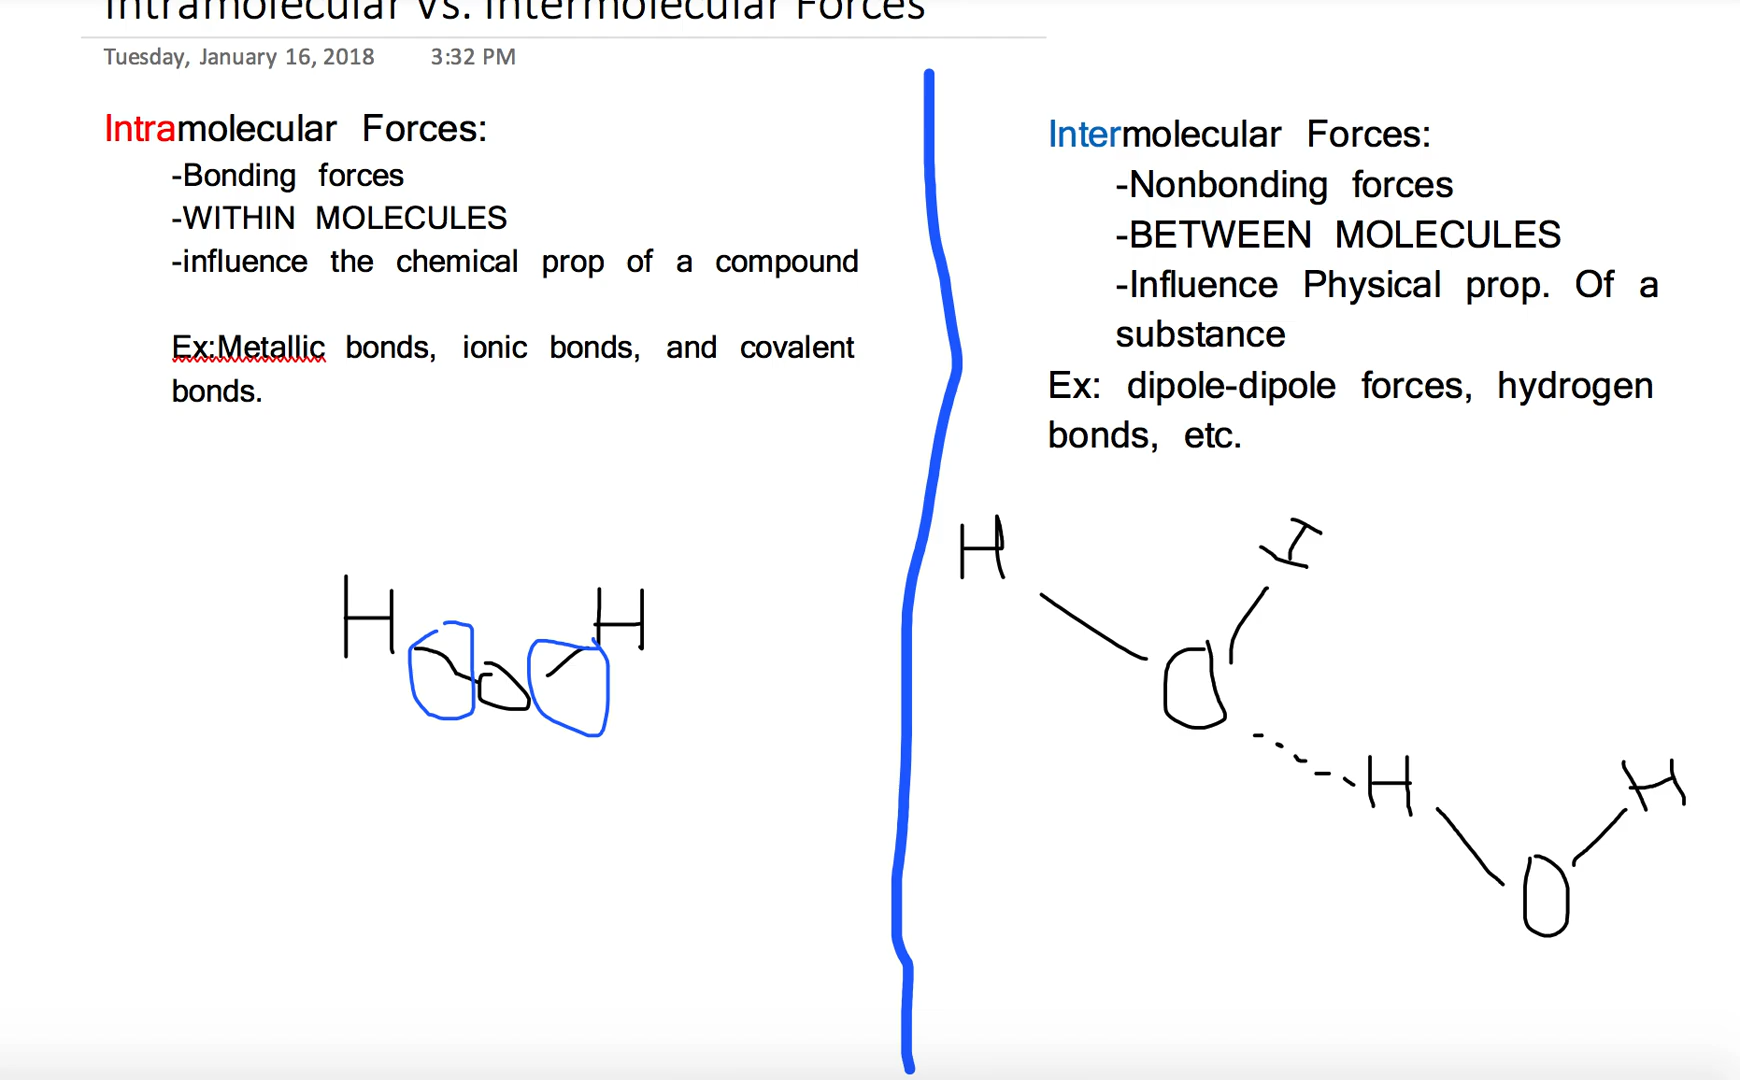 Intramolecular Vs. Intermolecular Forces
Tuesday, January 16, 2018 3:32 PM
Intramolecular Forces:
-Bonding forces
-WITHIN MOLECULES
-influence the chemical prop of a compound
Ex:Metallic bonds, ionic bonds, and covalent
bonds.
H H
O
Intermolecular Forces:
-Nonbonding forces
-BETWEEN MOLECULES
-Influence Physical prop. Of a
substance
Ex: dipole-dipole forces, hydrogen
bonds, etc.
H H
O
H H
O